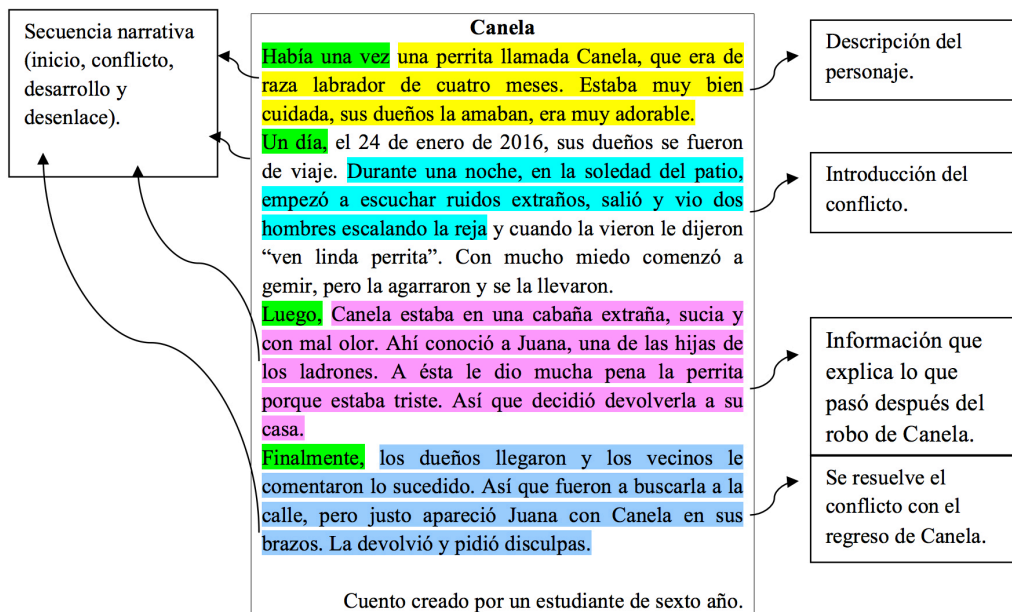 Secuencia narrativa
(inicio, conflicto,
desarrollo y
desenlace).
Canela
Había una vez una perrita llamada Canela, que era de
raza labrador de cuatro meses. Estaba muy bien
cuidada, sus dueños la amaban, era muy adorable.
Un día, el 24 de enero de 2016, sus dueños se fueron
de viaje. Durante una noche, en la soledad del patio,
empezó a escuchar ruidos extraños, salió y vio dos
hombres escalando la reja y cuando la vieron le dijeron
“ven linda perrita”. Con mucho miedo comenzó a
gemir, pero la agarraron y se la llevaron.
Luego, Canela estaba en una cabaña extraña, sucia y
con mal olor. Ahí conoció a Juana, una de las hijas de
los ladrones. A ésta le dio mucha pena la perrita
porque estaba triste. Así que decidió devolverla a su
casa.
Finalmente, los dueños llegaron y los vecinos le
comentaron lo sucedido. Así que fueron a buscarla a la
calle, pero justo apareció Juana con Canela en sus
brazos. La devolvió y pidió disculpas.
Cuento creado por un estudiante de sexto año.
Descripción del
personaje.
Introducción del
conflicto.
Información que
explica lo que
pasó después del
robo de Canela.
Se resuelve el
conflicto con el
regreso de Canela.